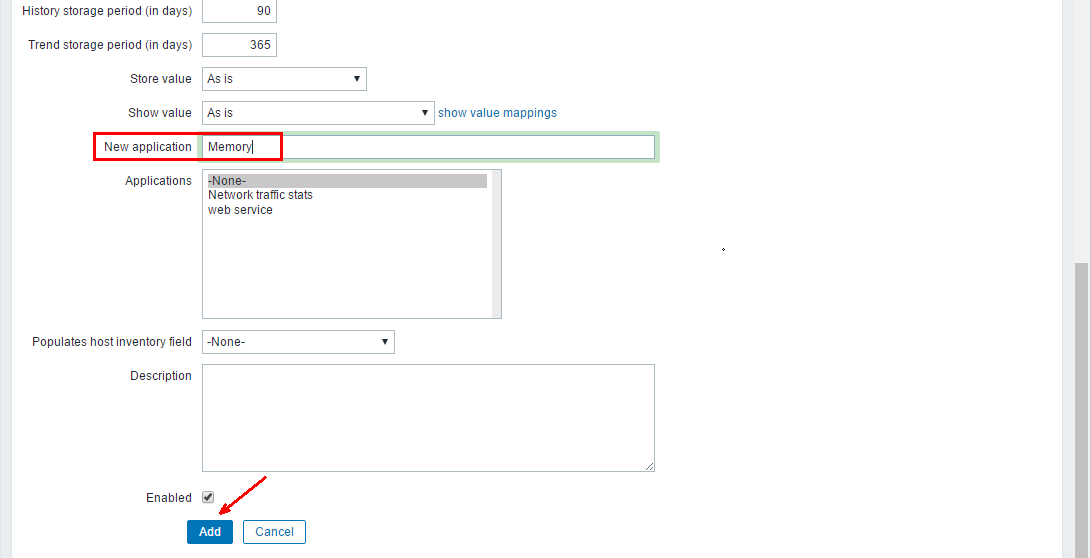 History storage period (in days) 90
Trend storage period (in days) 365
Store value As is
Show value As is show value mappings
New application Memory
Applications -None-
Network traffic stats
web service
Populates host inventory field -None-
Description
Enabled
Add Cancel